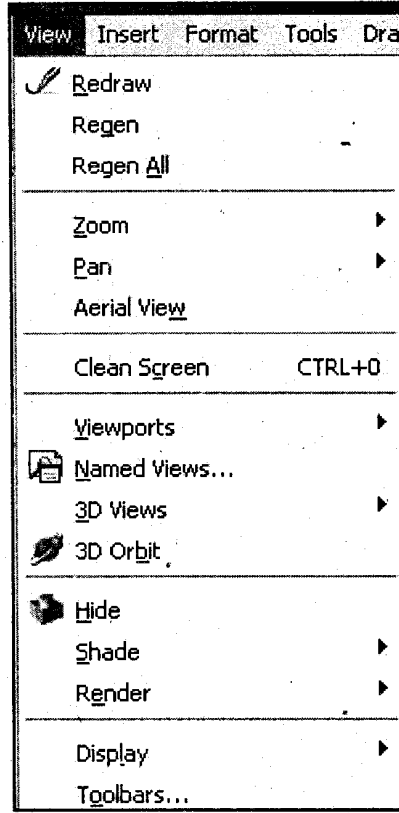 View Insert Format Tools Dra
Redraw
Regen
Regen All
Zoom
Pan
Aerial View
Clean Screen CTRL+0
Viewports
Named Views...
3D Views
3D Orbit
Hide
Shade
Render
Display
Toolbars...